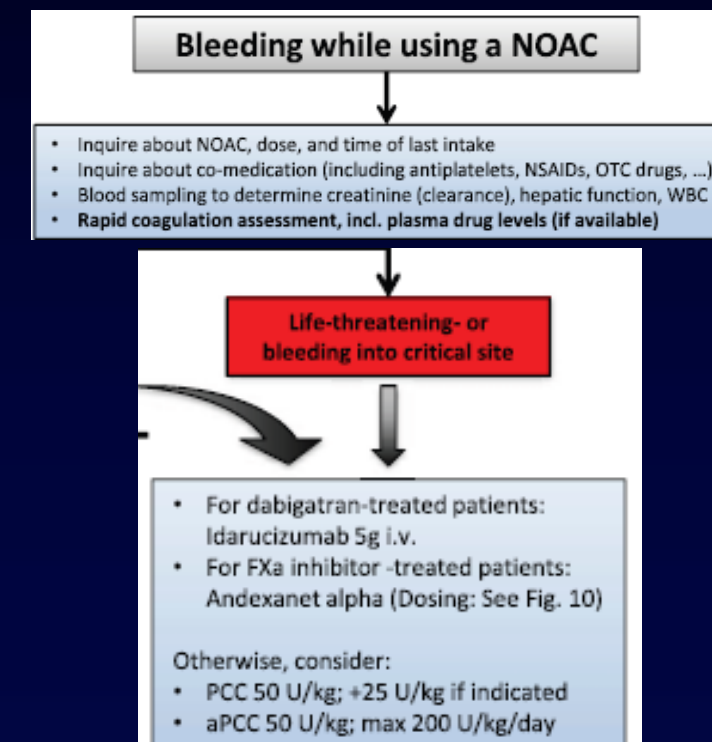 Bleeding while using a NOAC
• Inquire about NOAC, dose, and time of last intake
• Inquire about co-medication (including antiplatelets, NSAIDs, OTC drugs, ...)
• Blood sampling to determine creatinine (clearance), hepatic function, WBC
• Rapid coagulation assessment, incl. plasma drug levels (if available)
Life-threatening- or
bleeding into critical site
• For dabigatran-treated patients:
Idarucizumab 5g i.v.
• For FXa inhibitor -treated patients:
Andexanet alpha (Dosing: See Fig. 10)
Otherwise, consider:
• PCC 50 U/kg; +25 U/kg if indicated
• aPCC 50 U/kg; max 200 U/kg/day